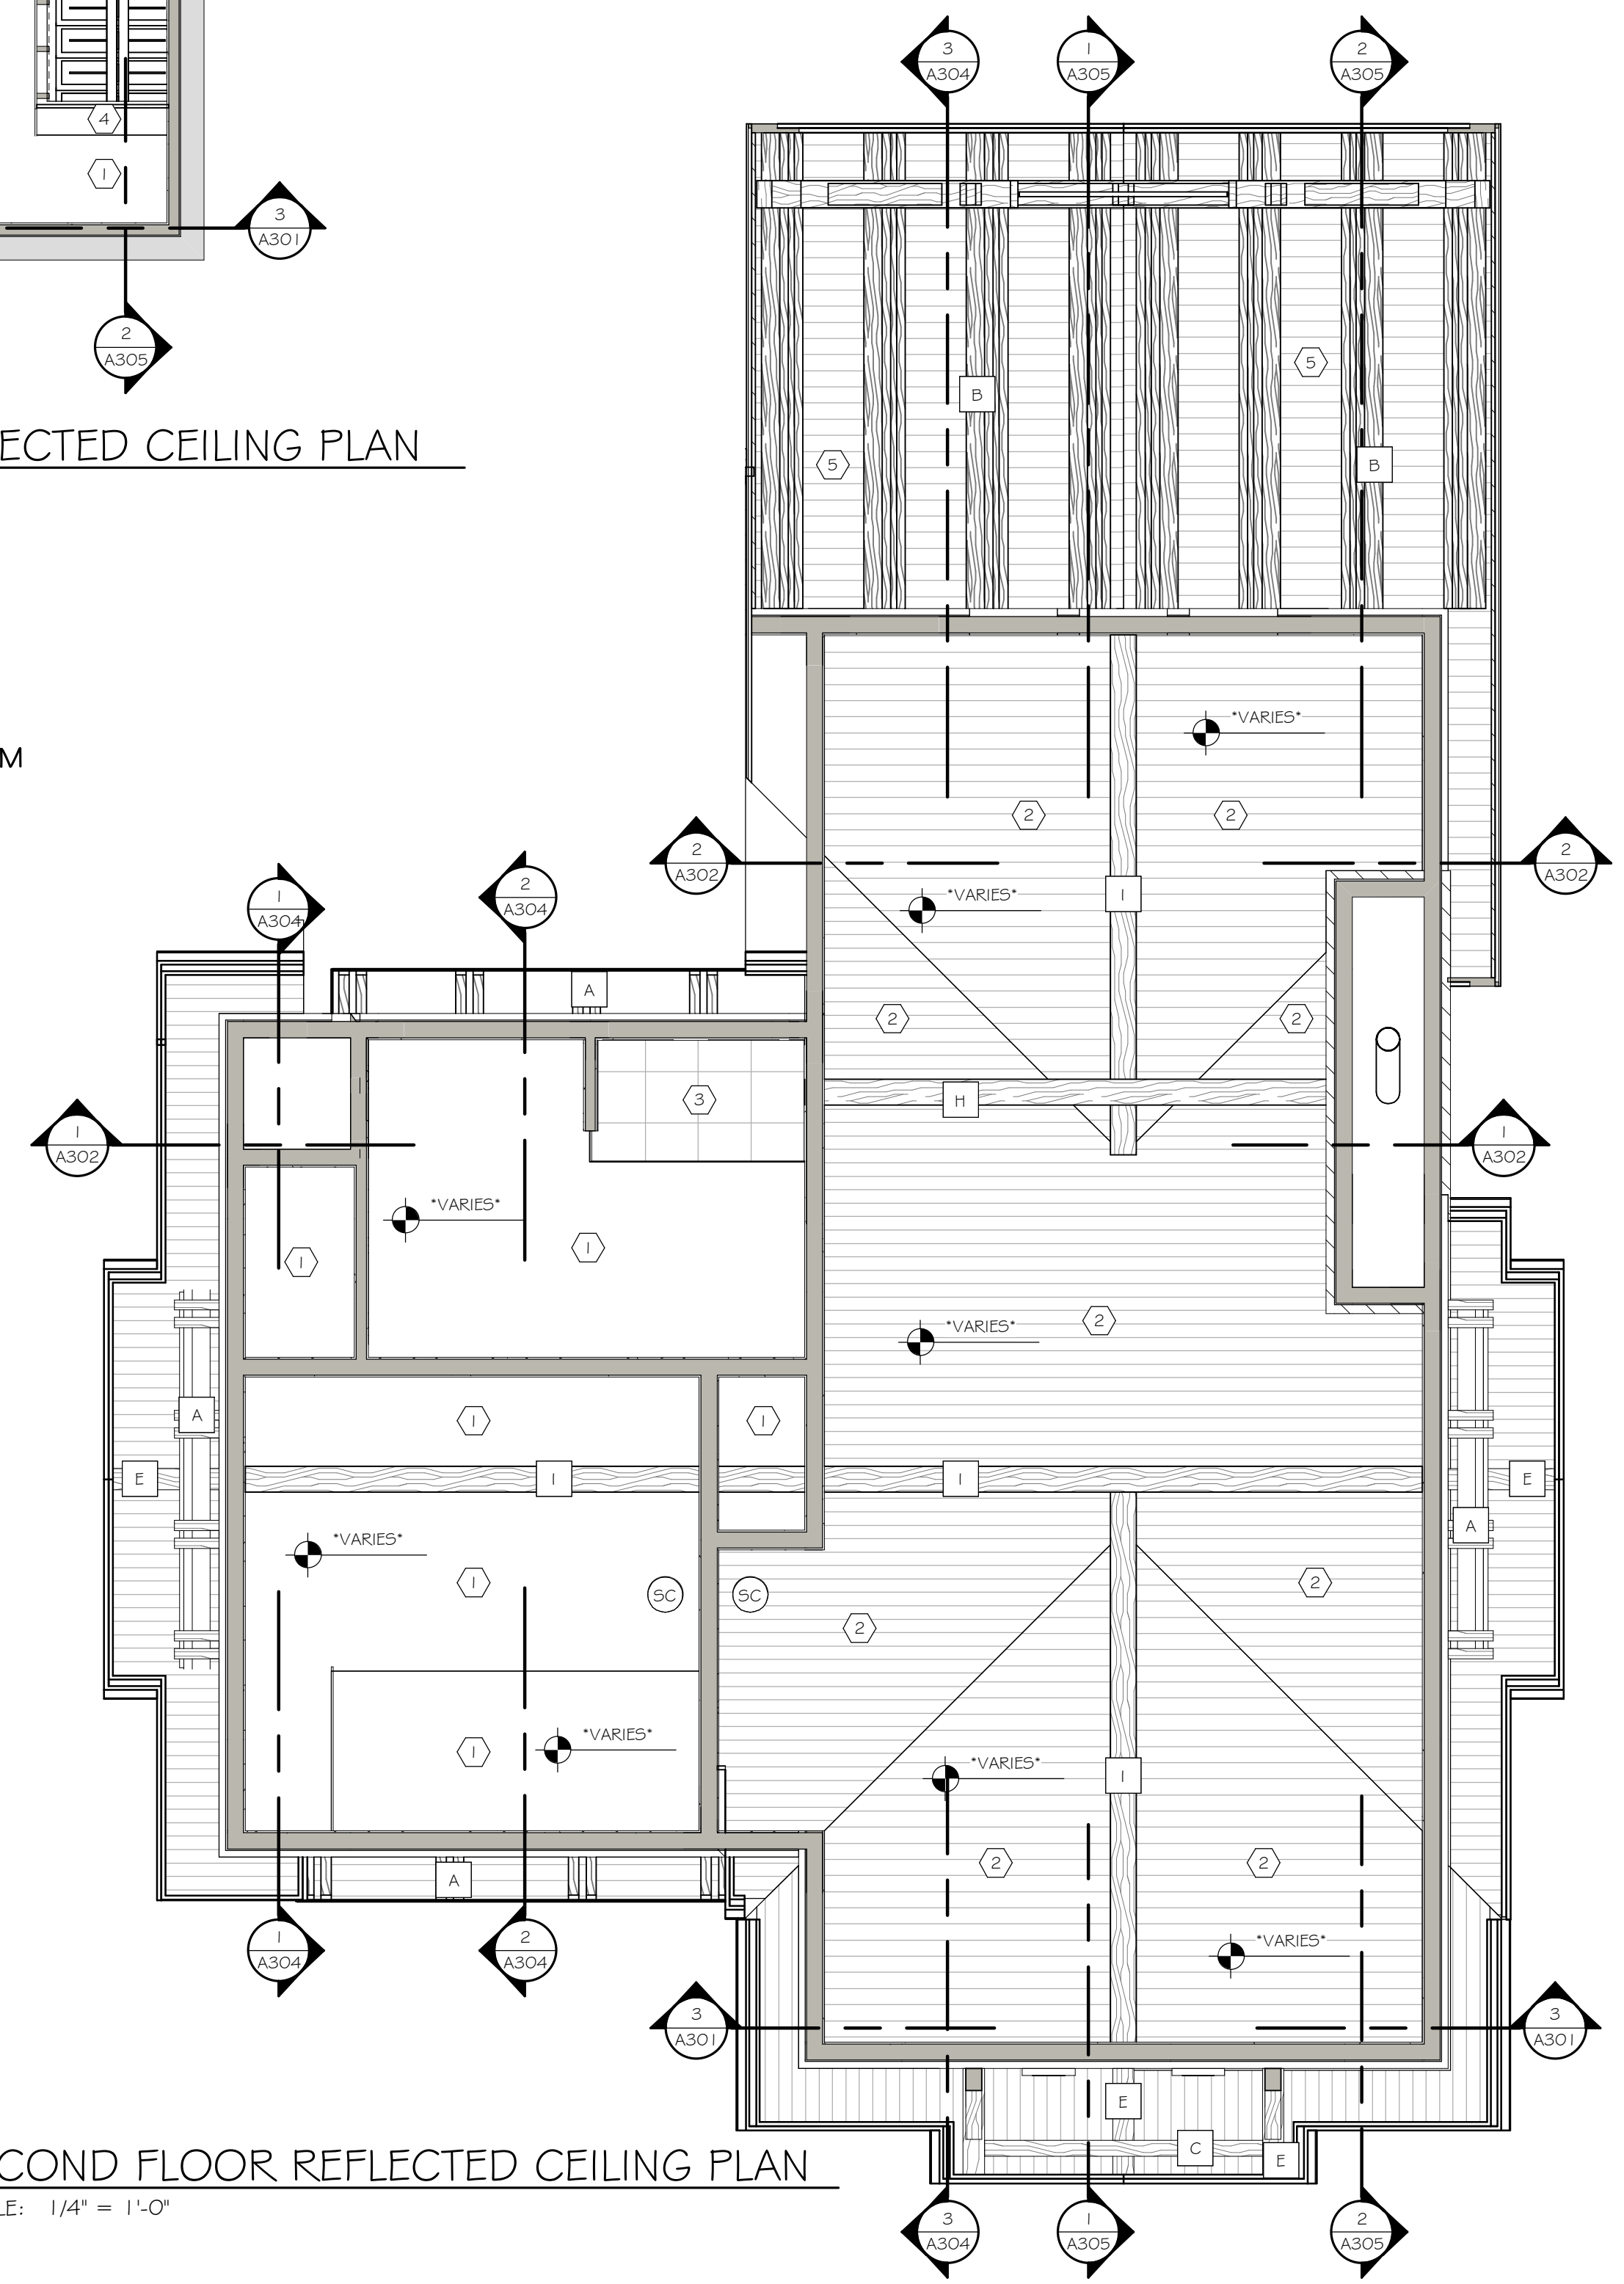 3
A304
1
A305
2
A305
4
1
3
A301
2
A305
ECTED CEILING PLAN
5
B
5
B
M
*VARIES*
2
2
2
A302
2
A302
1
A304
2
A304
*VARIES*
I
A
2
2
3
H
1
A302
1
A302
*VARIES*
1
1
2
*VARIES*
A
1
1
E
I
I
E
A
*VARIES*
1
SC
SC
2
2
1
*VARIES*
*VARIES*
I
A
2
2
1
A304
2
A304
*VARIES*
3
A301
3
A301
E
C
E
COND FLOOR REFLECTED CEILING PLAN
LE: 1/4" = 1'-0"
3
A304
1
A305
2
A305